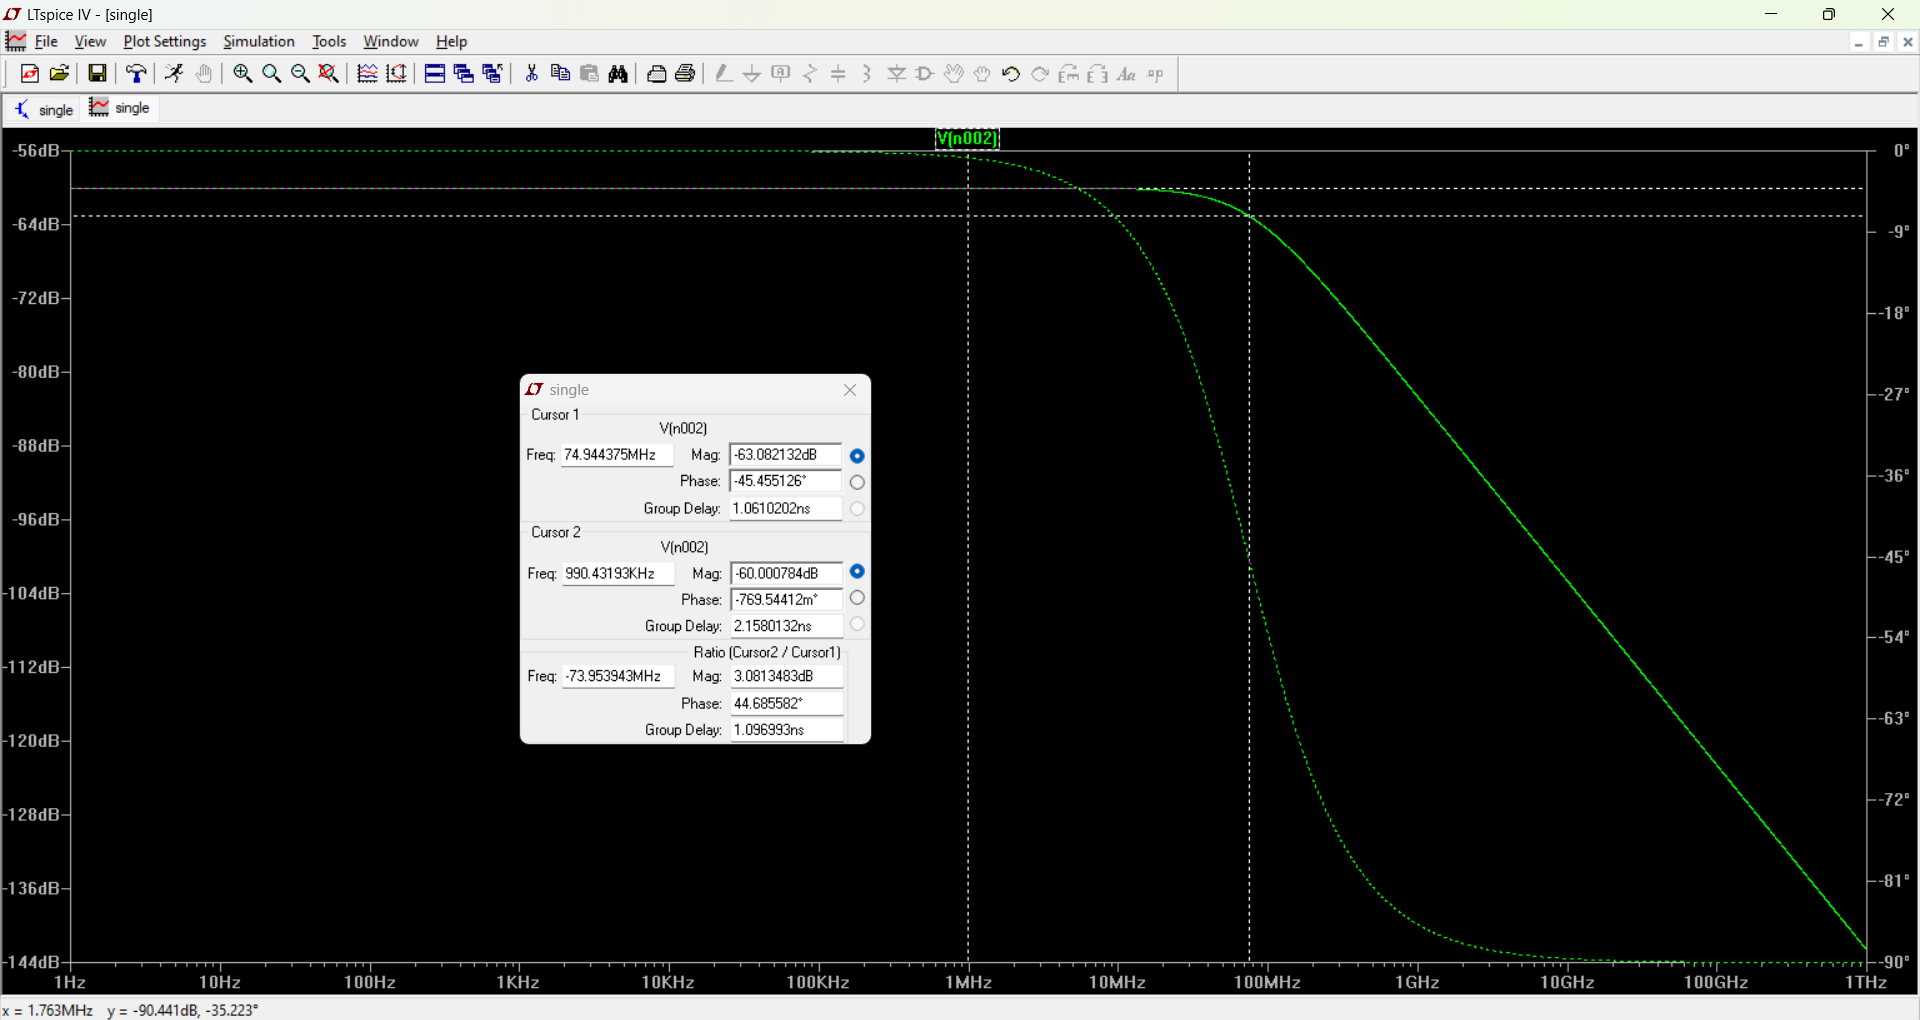 LTspice IV - [single]
File View Plot Settings Simulation Tools Window Help
single single
V(n002)
-56dB
-64dB
-72dB
-80dB
-88dB
-96dB
-104dB
-112dB
-120dB
-128dB
-136dB
-144dB
0°
-9°
-18°
-27°
-36°
-45°
-54°
-63°
-72°
-81°
-90°
single
Cursor 1
V(n002)
Freq: 74.944375MHz Mag: -63.082132dB
Phase: -45.455126°
Group Delay: 1.0610202ns
Cursor 2
V(n002)
Freq: 990.43193KHz Mag: -60.000784dB
Phase: -769.54412m°
Group Delay: 2.1580132ns
Ratio (Cursor2 / Cursor1)
Freq: -73.953943MHz Mag: 3.0813483dB
Phase: 44.685582°
Group Delay: 1.096993ns
1Hz 10Hz 100Hz 1KHz 10KHz 100KHz 1MHz 10MHz 100MHz 1GHz 10GHz 100GHz 1THz
x = 1.763MHz y = -90.441dB, -35.223°